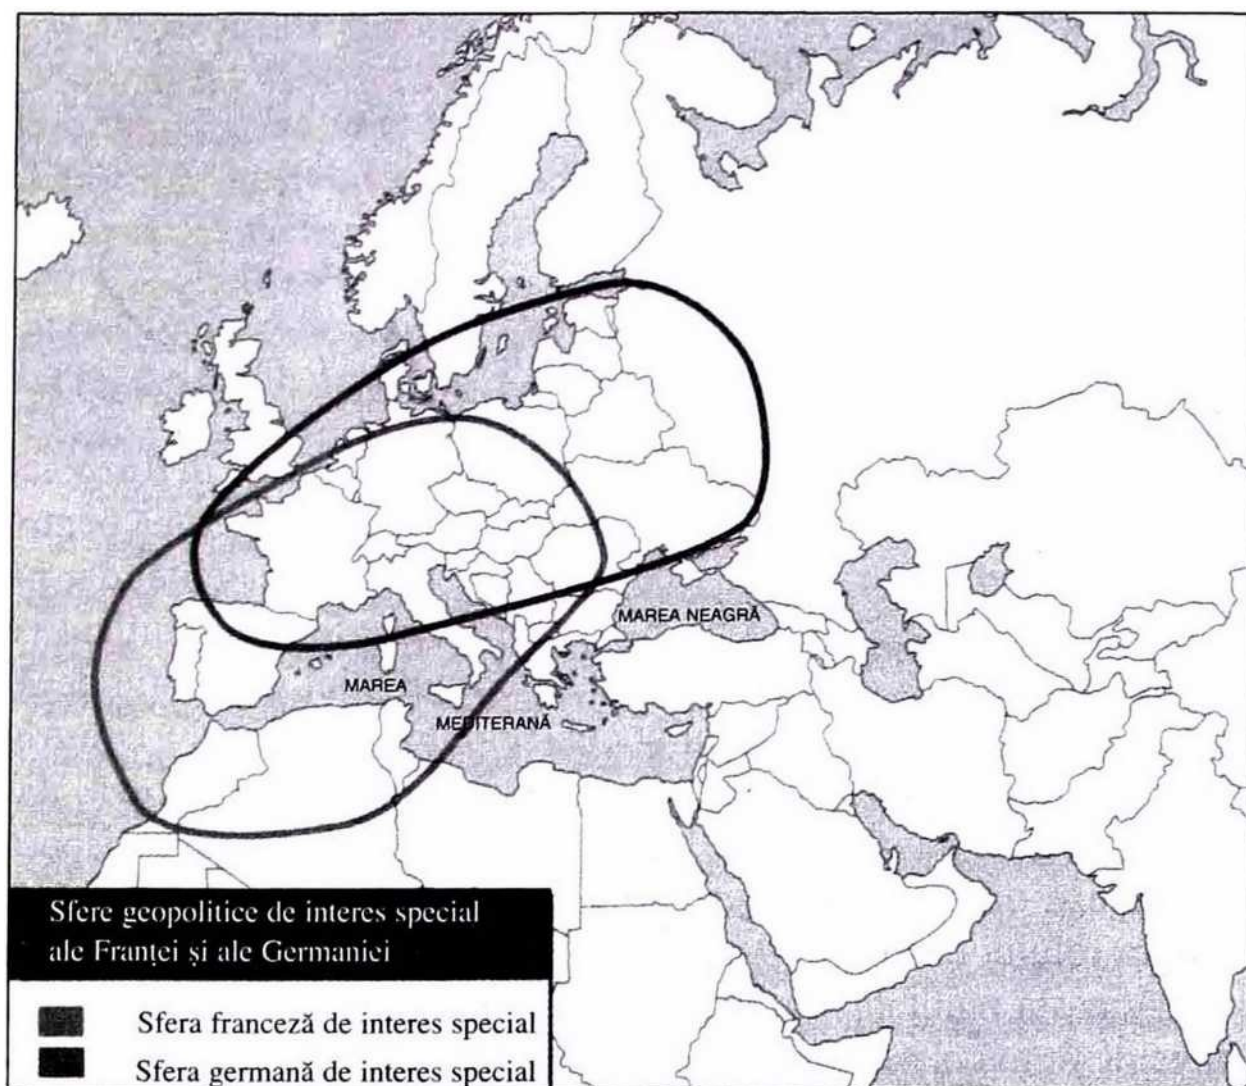 MAREA NEAGRĂ
MAREA
MEDITERANĂ
Sfere geopolitice de interes special
ale Franței și ale Germaniei
Sfera franceză de interes special
Sfera germană de interes special